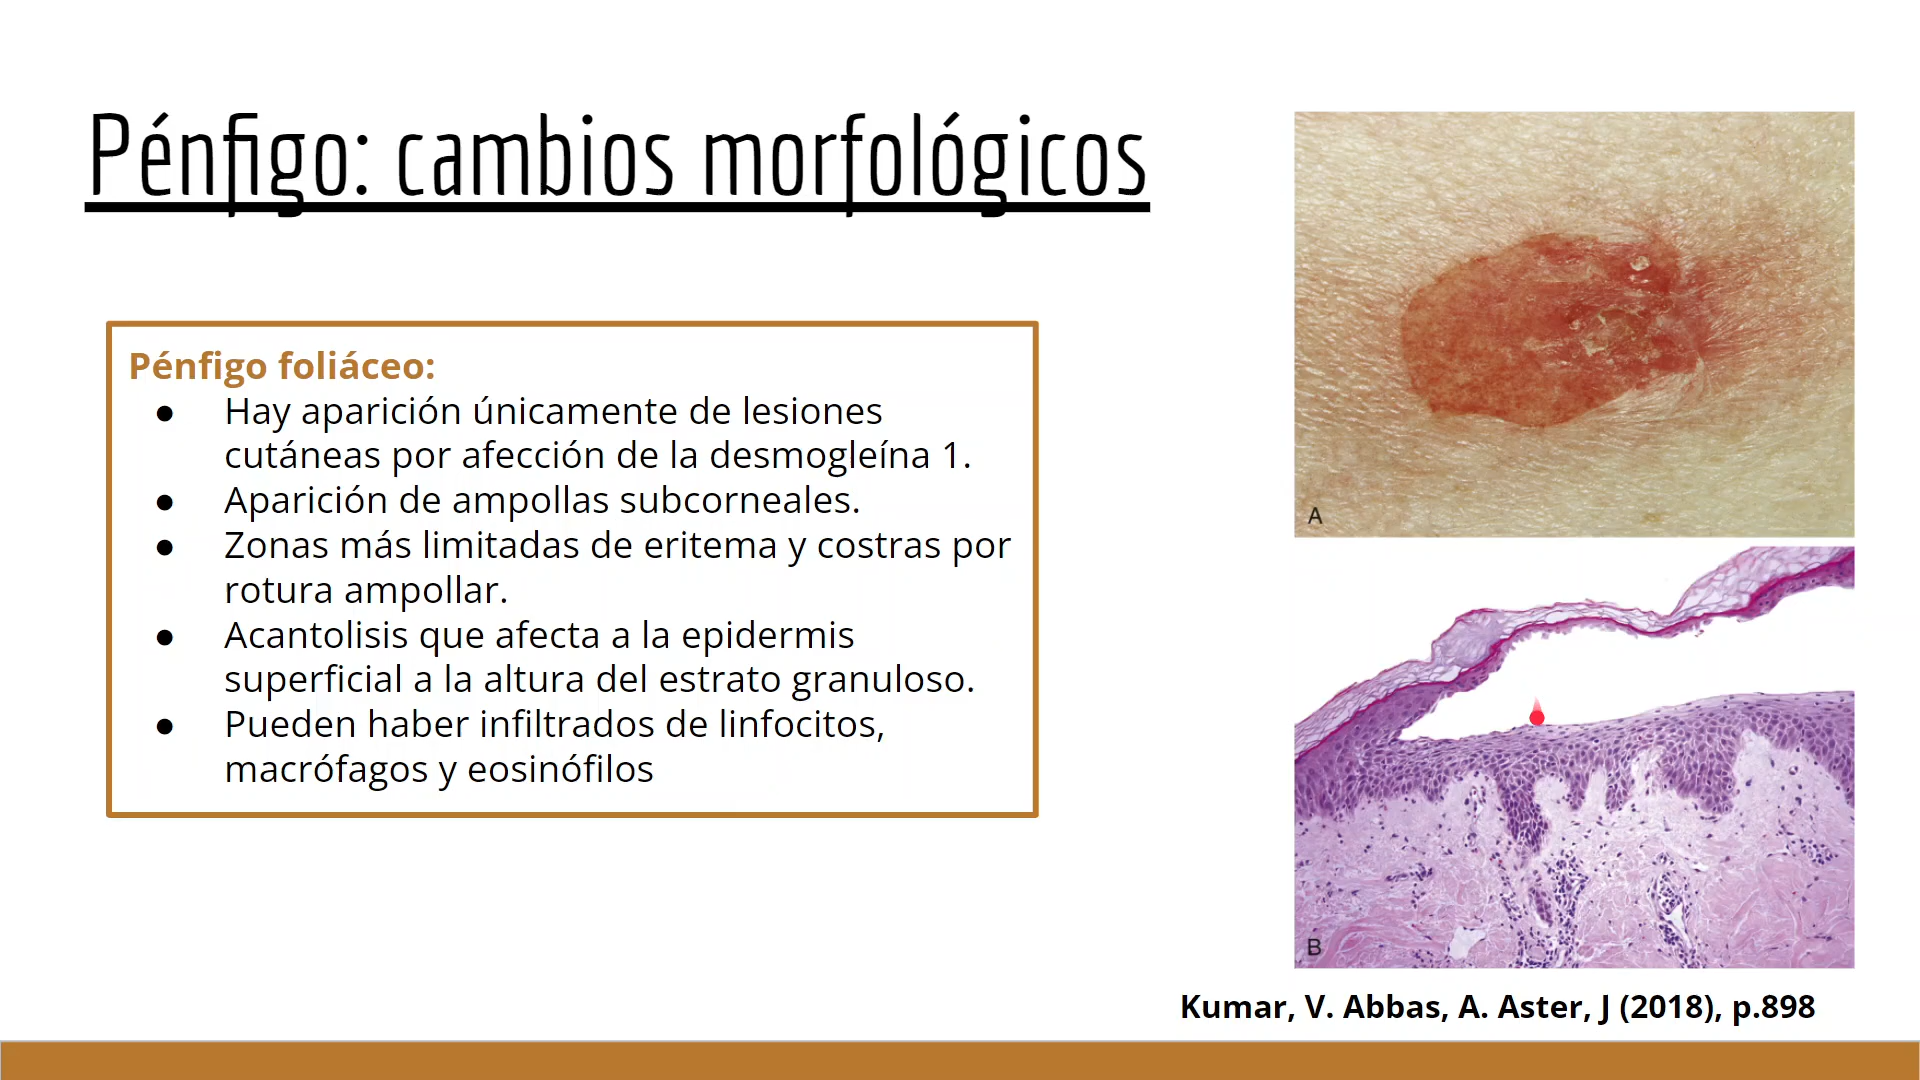 Pénfigo: cambios morfológicos
Pénfigo foliáceo:
● Hay aparición únicamente de lesiones
cutáneas por afección de la desmogleína 1.
● Aparición de ampollas subcorneales.
● Zonas más limitadas de eritema y costras por
rotura ampollar.
● Acantolisis que afecta a la epidermis
superficial a la altura del estrato granuloso.
● Pueden haber infiltrados de linfocitos,
macrófagos y eosinófilos
A
B
Kumar, V. Abbas, A. Aster, J (2018), p.898